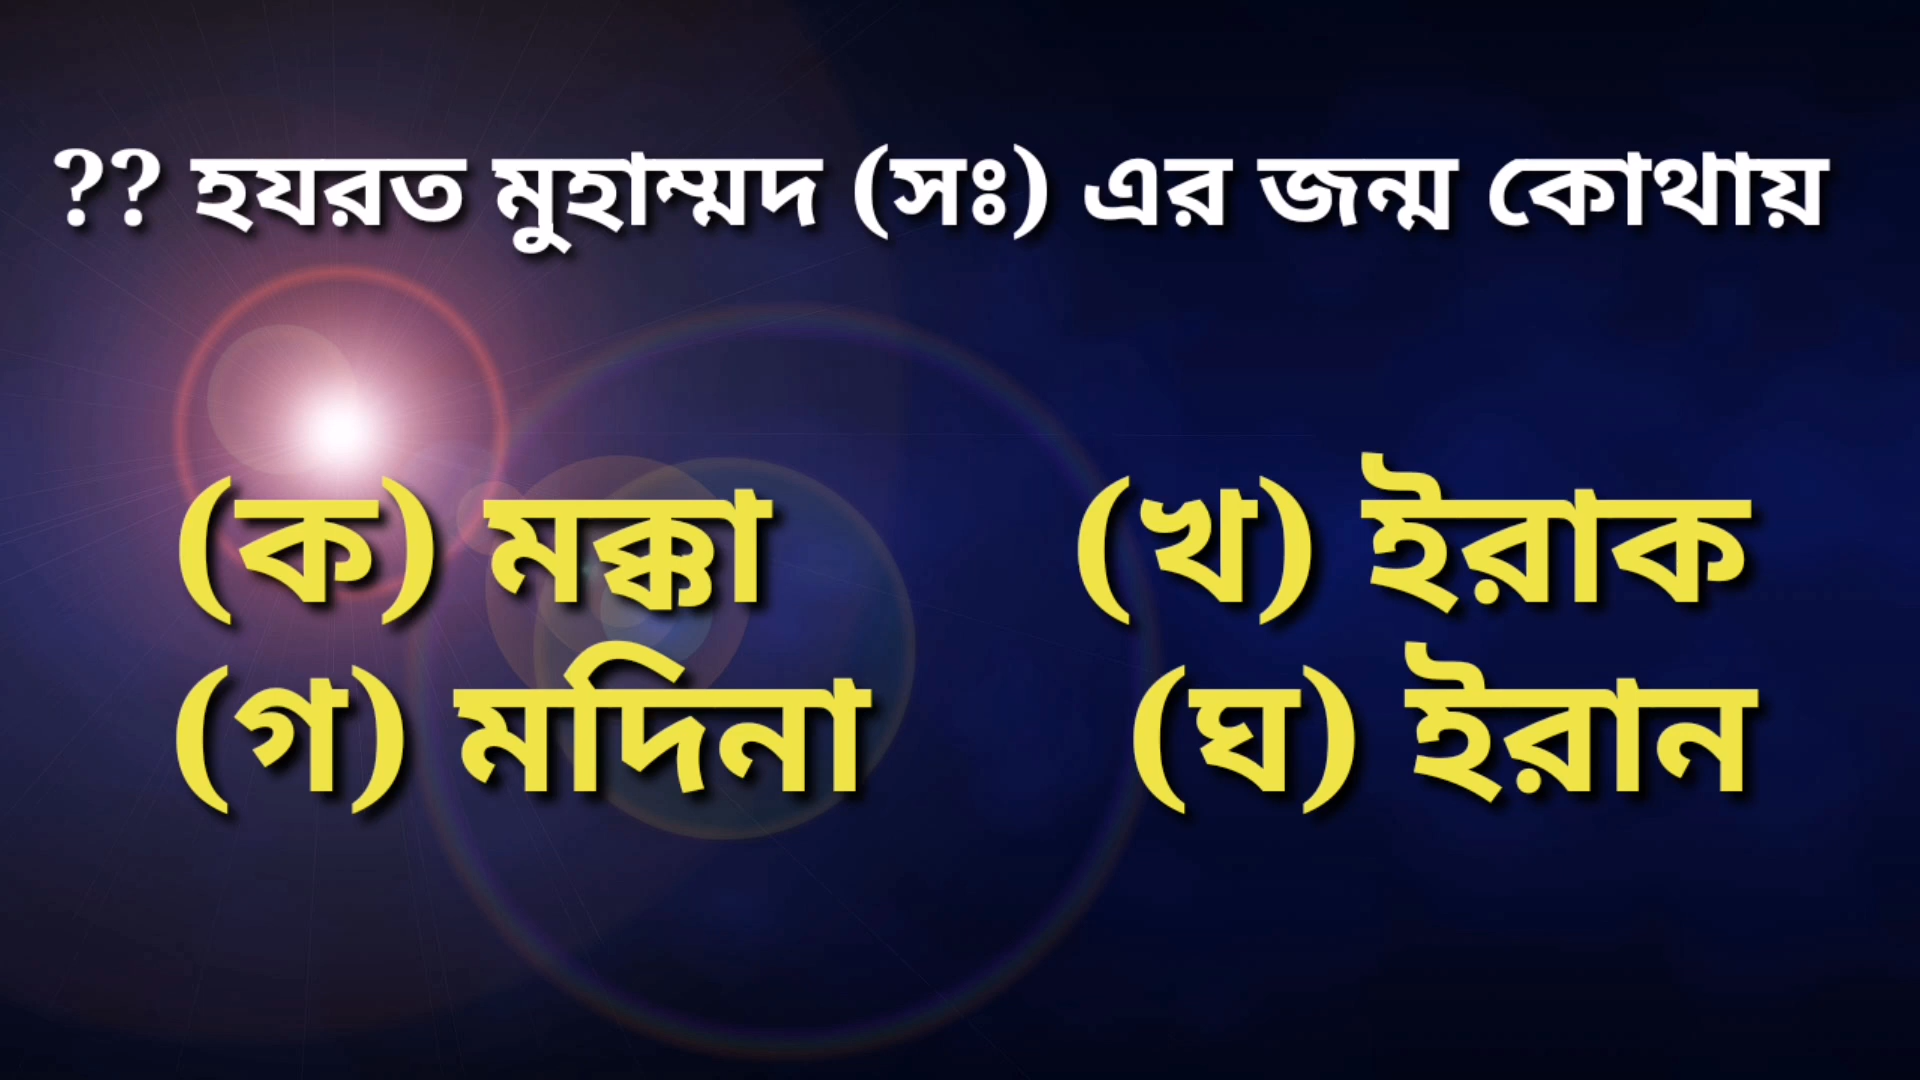 ?? হযরত মুহাম্মদ (সঃ) এর জন্ম কোথায়
(ক) মক্কা (খ) ইরাক
(গ) মদিনা (ঘ) ইরান